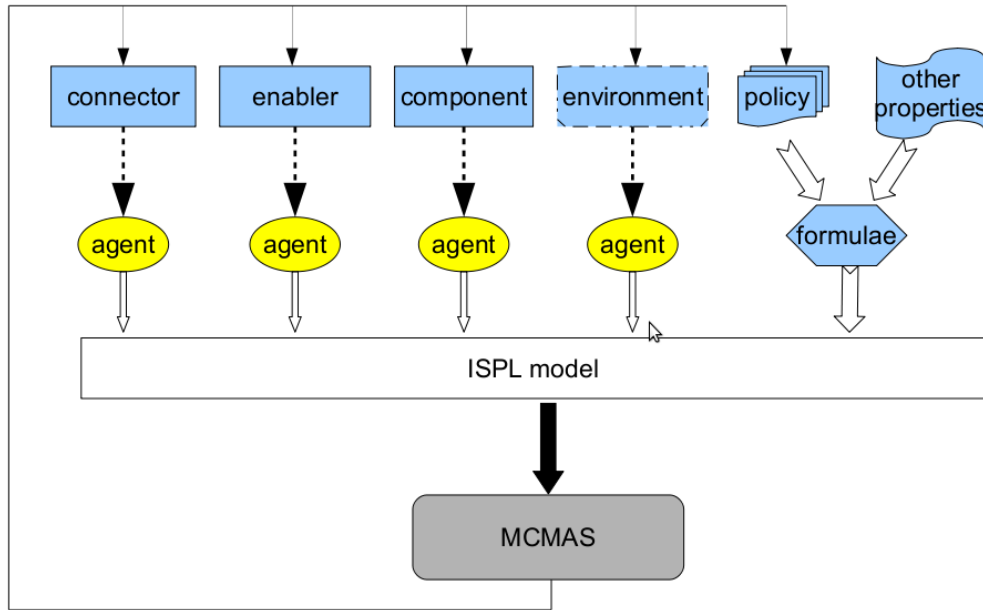 connector
enabler
component
environment
policy
other
properties
agent
agent
agent
agent
formulae
ISPL model
MCMAS